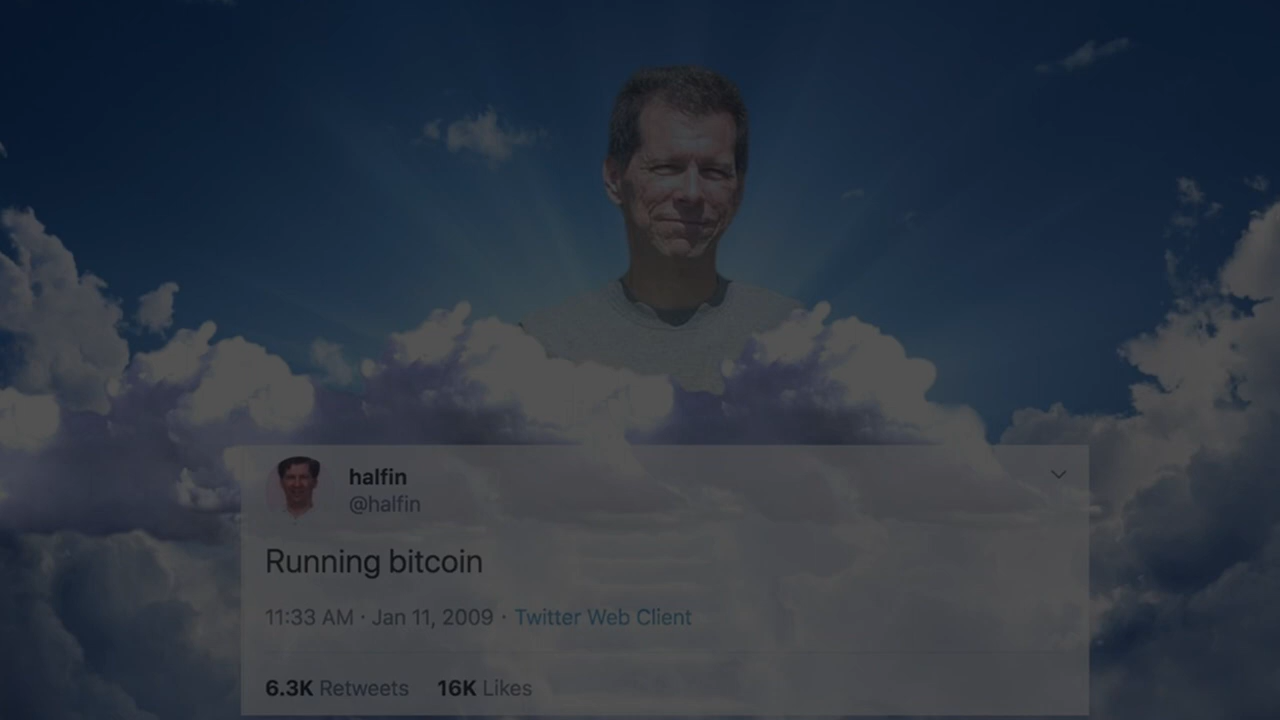 halfin
@halfin
Running bitcoin
11:33 AM · Jan 11, 2009 · Twitter Web Client
6.3K Retweets 16K Likes